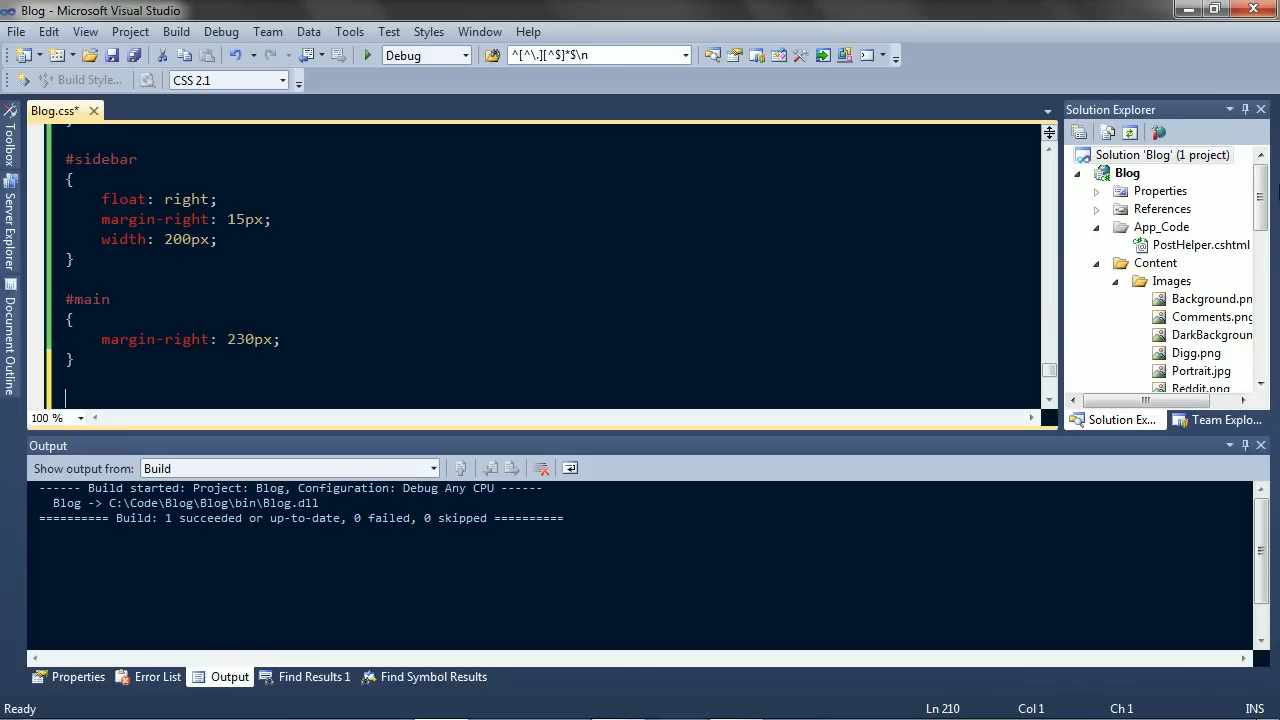 Blog - Microsoft Visual Studio
File Edit View Project Build Debug Team Data Tools Test Styles Window Help
Debug ^[^\.][^$]*$\n
Build Style... CSS 2.1
Blog.css*
Toolbox
Server Explorer
Document Outline
}
#sidebar
{
float: right;
margin-right: 15px;
width: 200px;
}
#main
{
margin-right: 230px;
}
100 %
Solution Explorer
Solution 'Blog' (1 project)
Blog
Properties
References
App_Code
PostHelper.cshtml
Content
Images
Background.pn
Comments.png
DarkBackgroun
Digg.png
Portrait.jpg
Reddit.png
Solution Ex... Team Explo...
Output
Show output from: Build
------ Build started: Project: Blog, Configuration: Debug Any CPU ------
Blog -> C:\Code\Blog\Blog\bin\Blog.dll
========== Build: 1 succeeded or up-to-date, 0 failed, 0 skipped ==========
Properties Error List Output Find Results 1 Find Symbol Results
Ready Ln 210 Col 1 Ch 1 INS